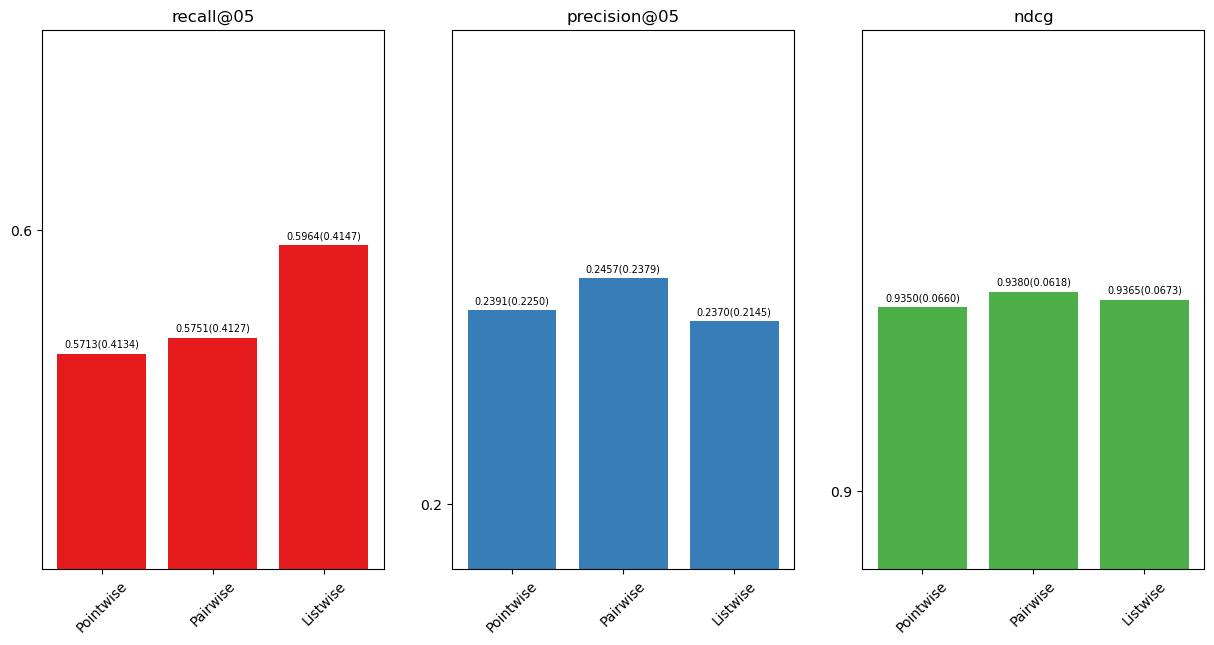 recall@05
0.6
0.5713(0.4134)
0.5751(0.4127)
0.5964(0.4147)
Pointwise
Pairwise
Listwise
precision@05
0.2
0.2391(0.2250)
0.2457(0.2379)
0.2370(0.2145)
Pointwise
Pairwise
Listwise
ndcg
0.9
0.9350(0.0660)
0.9380(0.0618)
0.9365(0.0673)
Pointwise
Pairwise
Listwise